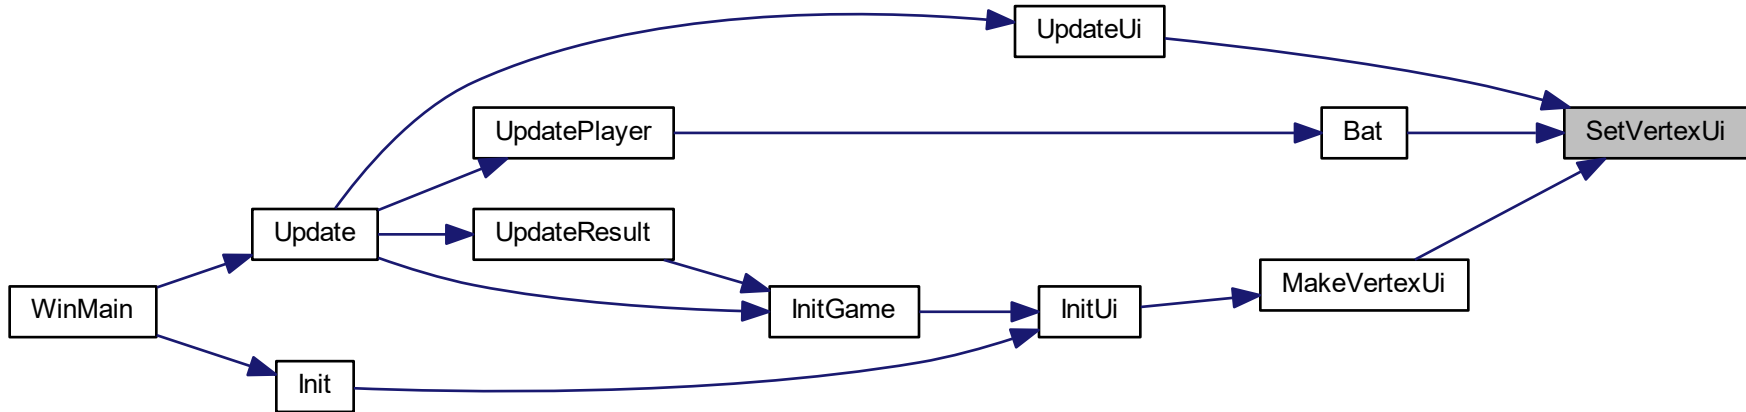 UpdateUi
UpdatePlayer
Bat
SetVertexUi
Update
UpdateResult
MakeVertexUi
WinMain
InitGame
InitUi
Init